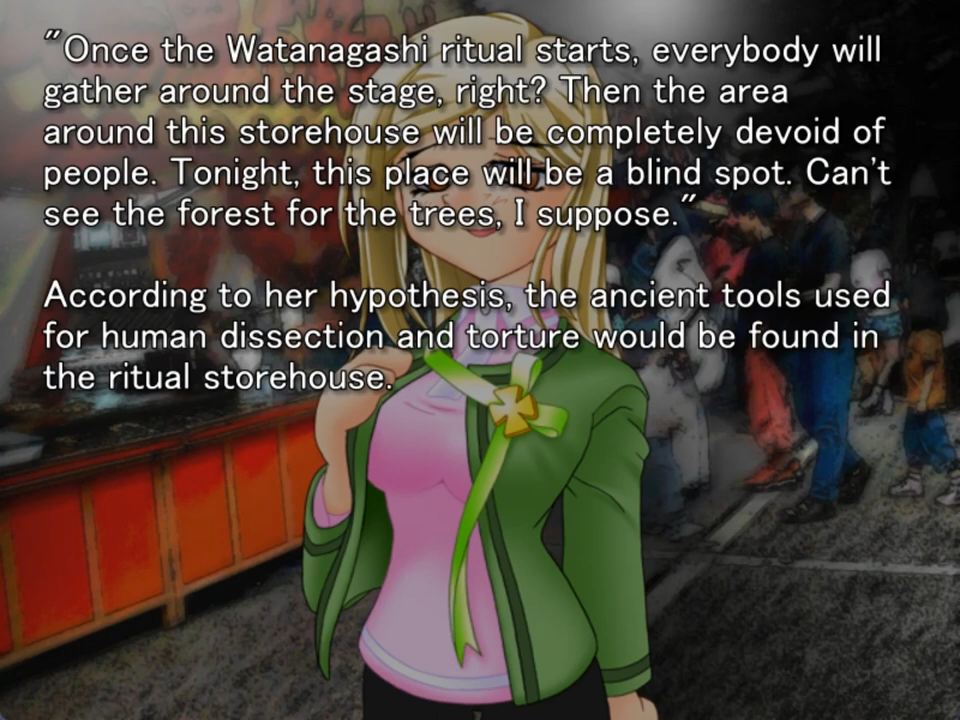 "Once the Watanagashi ritual starts, everybody will
gather around the stage, right? Then the area
around this storehouse will be completely devoid of
people. Tonight, this place will be a blind spot. Can't
see the forest for the trees, I suppose."
According to her hypothesis, the ancient tools used
for human dissection and torture would be found in
the ritual storehouse.